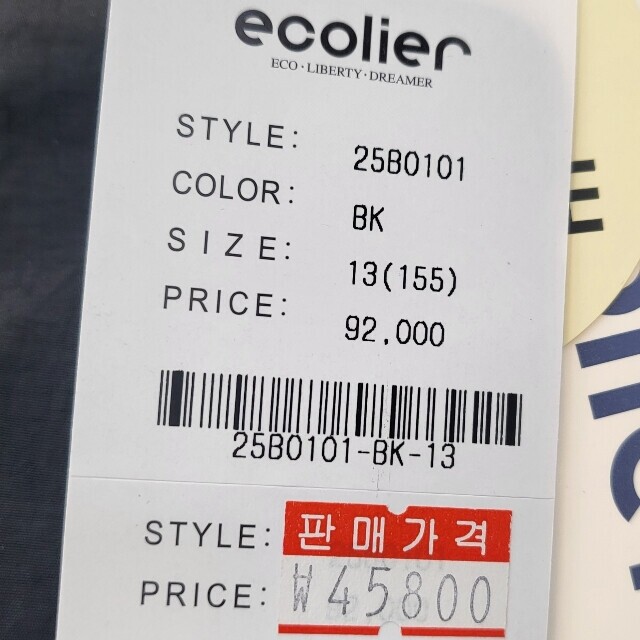 ecolier
ECO·LIBERTY·DREAMER
STYLE: 25B0101
COLOR: BK
SIZE: 13(155)
PRICE: 92,000
25B0101-BK-13
STYLE: 판매가격
PRICE: ₩45800